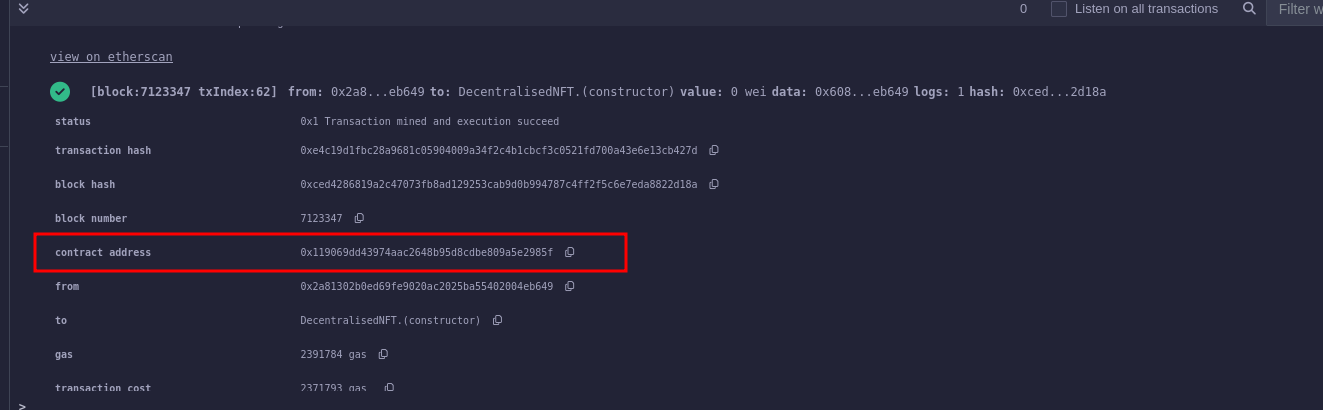 0 Listen on all transactions Filter w
view on etherscan
[block:7123347 txIndex:62] from: 0x2a8...eb649 to: DecentralisedNFT.(constructor) value: 0 wei data: 0x608...eb649 logs: 1 hash: 0xced...2d18a
status 0x1 Transaction mined and execution succeed
transaction hash 0xe4c19d1fbc28a9681c05904009a34f2c4b1cbcf3c0521fd700a43e6e13cb427d
block hash 0xced4286819a2c47073fb8ad129253cab9d0b994787c4ff2f5c6e7eda8822d18a
block number 7123347
contract address 0x119069dd43974aac2648b95d8cdbe809a5e2985f
from 0x2a81302b0ed69fe9020ac2025ba55402004eb649
to DecentralisedNFT.(constructor)
gas 2391784 gas
transaction cost 2371793 gas
>